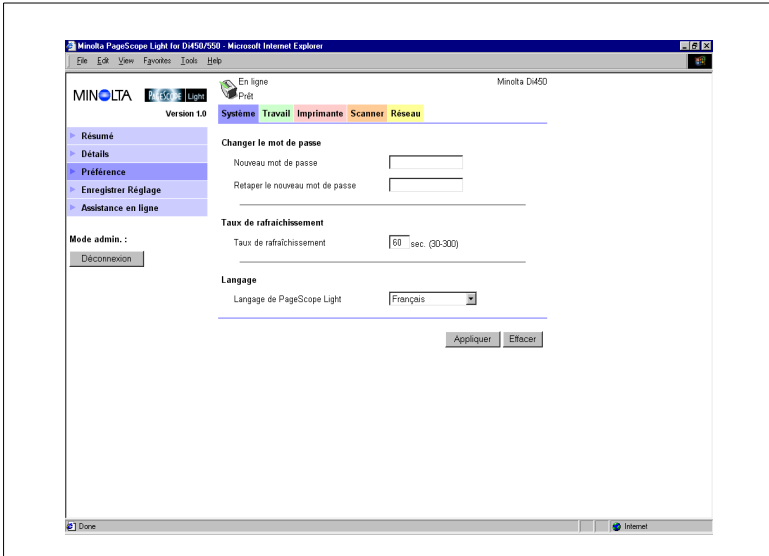 Minolta PageScope Light for Di450/550 - Microsoft Internet Explorer
File Edit View Favorites Tools Help
MINOLTA PAGESCOPE Light
Version 1.0
En ligne
Prêt
Minolta Di450
Système Travail Imprimante Scanner Réseau
Résumé
Détails
Préférence
Enregistrer Réglage
Assistance en ligne
Mode admin. :
Déconnexion
Changer le mot de passe
Nouveau mot de passe
Retaper le nouveau mot de passe
Taux de rafraîchissement
Taux de rafraîchissement 60 sec. (30-300)
Langage
Langage de PageScope Light Français
Appliquer Effacer
Done Internet